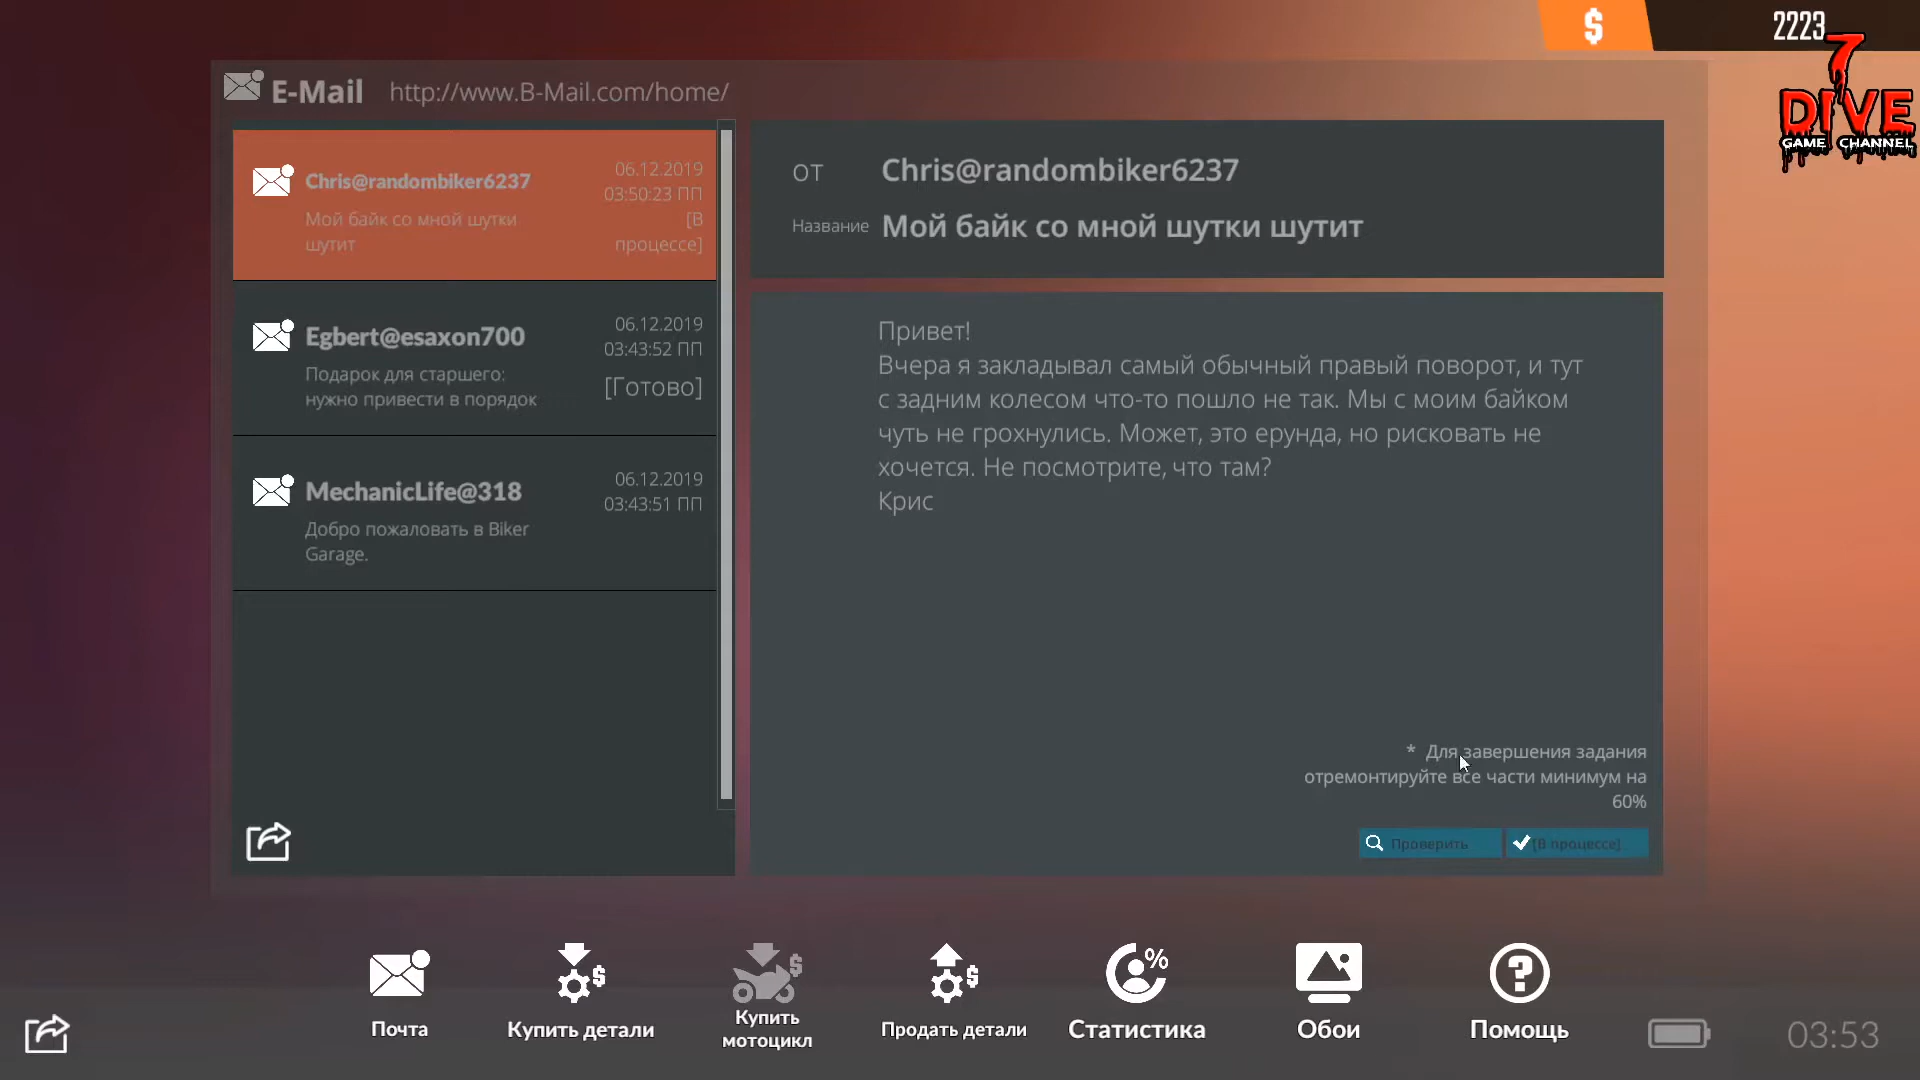 $ 2223
7
DIVE
GAME CHANNEL
E-Mail http://www.B-Mail.com/home/
Chris@randombiker6237
Мой байк со мной шутки
шутит
06.12.2019
03:50:23 ПП
[В
процессе]
Egbert@esaxon700
Подарок для старшего:
нужно привести в порядок
06.12.2019
03:43:52 ПП
[Готово]
MechanicLife@318
Добро пожаловать в Biker
Garage.
06.12.2019
03:43:51 ПП
ОТ Chris@randombiker6237
Название Мой байк со мной шутки шутит
Привет!
Вчера я закладывал самый обычный правый поворот, и тут
с задним колесом что-то пошло не так. Мы с моим байком
чуть не грохнулись. Может, это ерунда, но рисковать не
хочется. Не посмотрите, что там?
Крис
* Для завершения задания
отремонтируйте все части минимум на
60%
Проверить
[В процессе]
Почта
Купить детали
Купить
мотоцикл
Продать детали
Статистика
Обои
Помощь
03:53